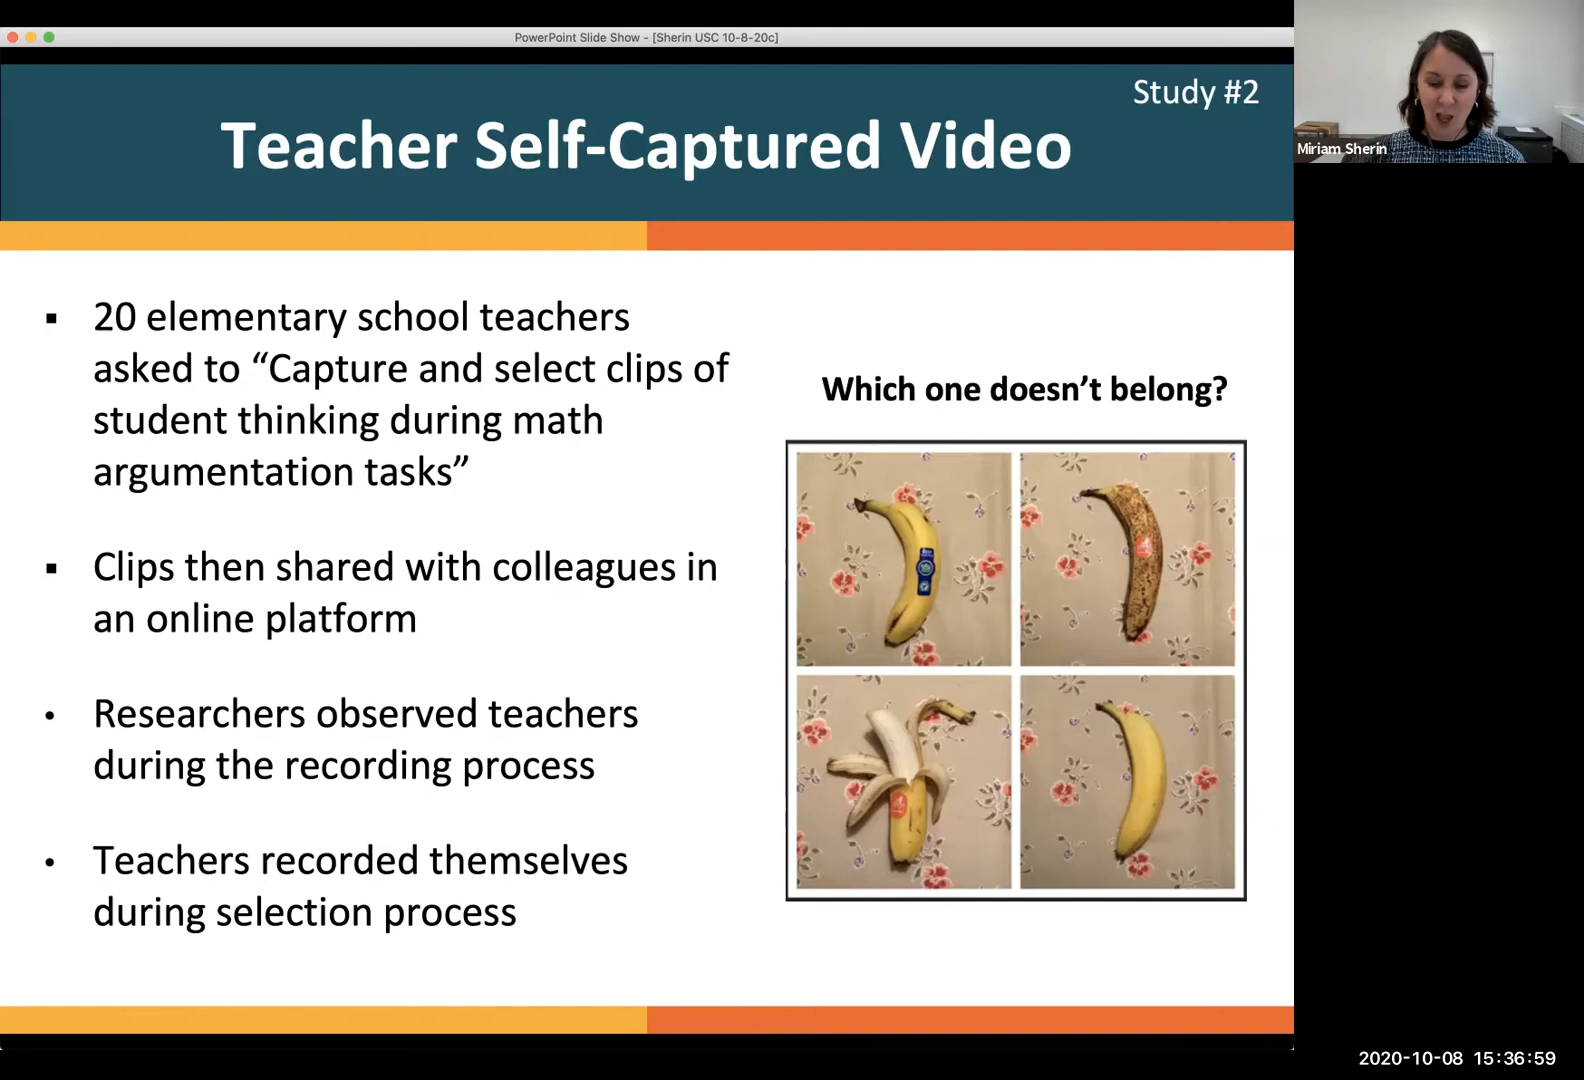 PowerPoint Slide Show - [Sherin USC 10-8-20c]
Study #2
Teacher Self-Captured Video
▪ 20 elementary school teachers
asked to “Capture and select clips of
student thinking during math
argumentation tasks”
▪ Clips then shared with colleagues in
an online platform
• Researchers observed teachers
during the recording process
• Teachers recorded themselves
during selection process
Which one doesn’t belong?
Miriam Sherin
2020-10-08 15:36:59